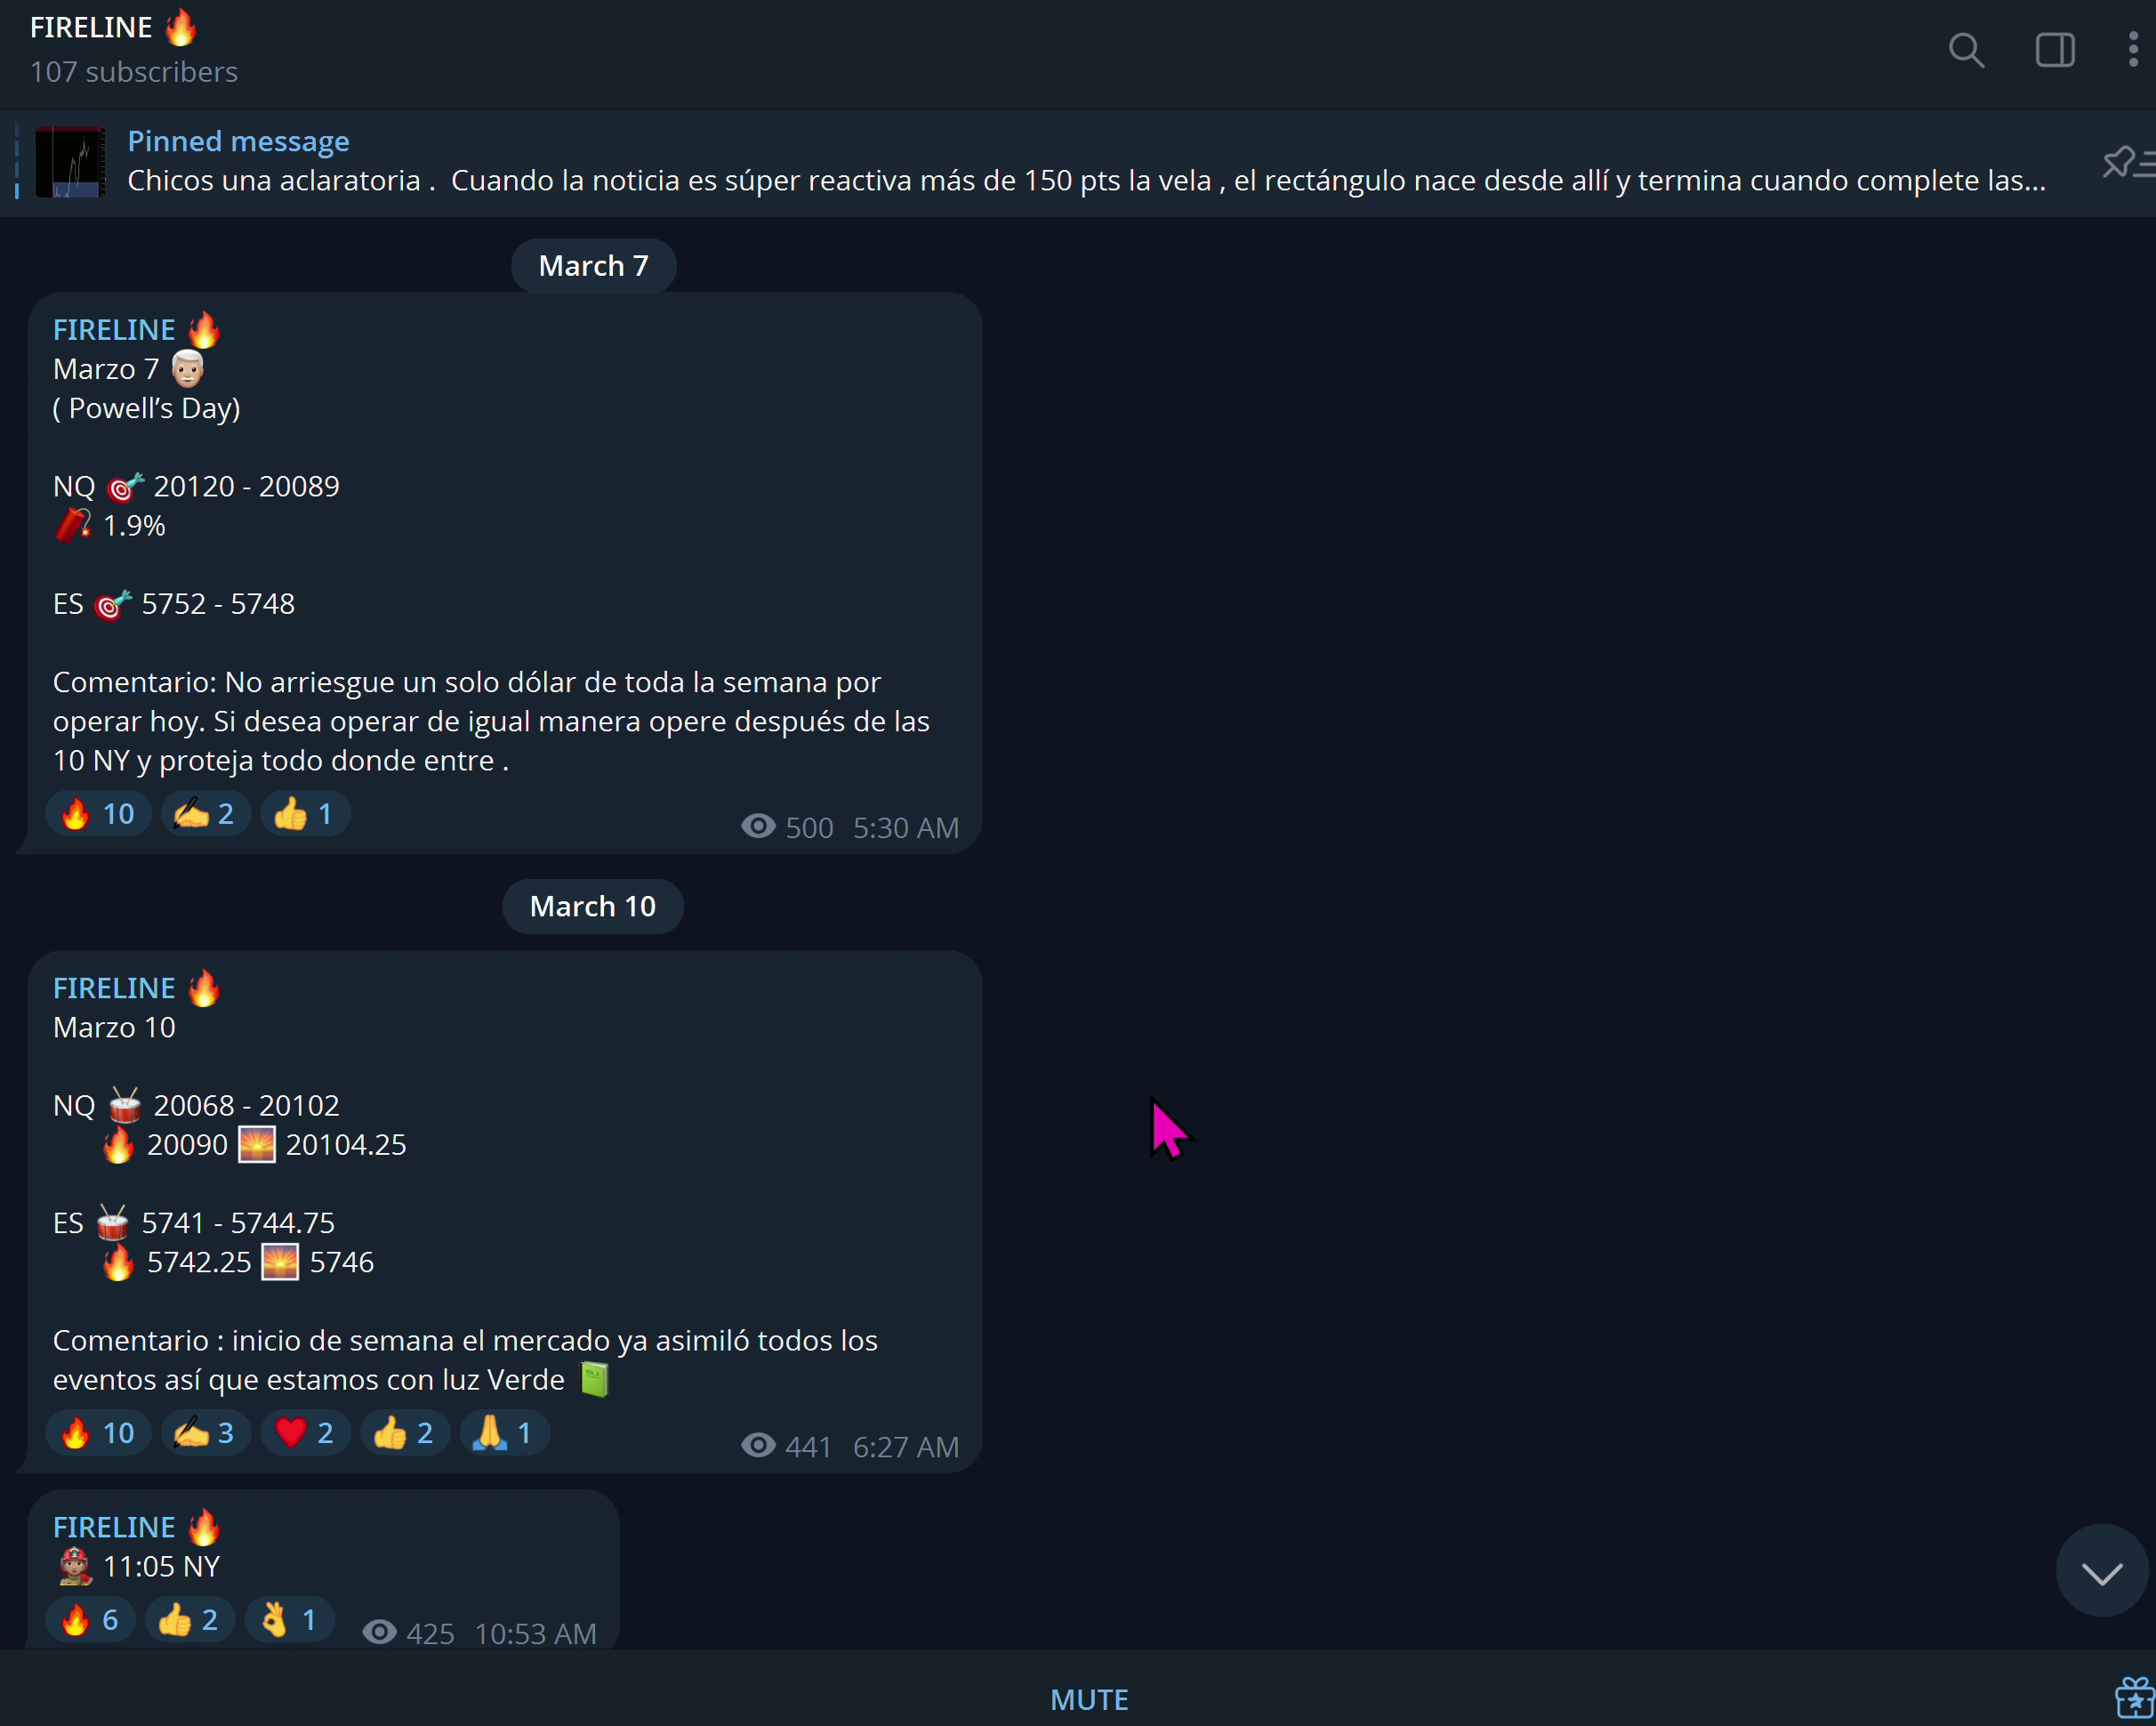 FIRELINE 🔥
107 subscribers
Pinned message
Chicos una aclaratoria .  Cuando la noticia es súper reactiva más de 150 pts la vela , el rectángulo nace desde allí y termina cuando complete las...
March 7
FIRELINE 🔥
Marzo 7 👨🏼‍🦳
( Powell’s Day)
NQ 🎯 20120 - 20089
🧨 1.9%
ES 🎯 5752 - 5748
Comentario: No arriesgue un solo dólar de toda la semana por
operar hoy. Si desea operar de igual manera opere después de las
10 NY y proteja todo donde entre .
🔥 10 ✍️ 2 👍 1 500 5:30 AM
March 10
FIRELINE 🔥
Marzo 10
NQ 🥁 20068 - 20102
🔥 20090 🌅 20104.25
ES 🥁 5741 - 5744.75
🔥 5742.25 🌅 5746
Comentario : inicio de semana el mercado ya asimiló todos los
eventos así que estamos con luz Verde 📗
🔥 10 ✍️ 3 ❤️ 2 👍 2 🙏 1 441 6:27 AM
FIRELINE 🔥
👨🏽‍🚒 11:05 NY
🔥 6 👍 2 👌 1 425 10:53 AM
MUTE